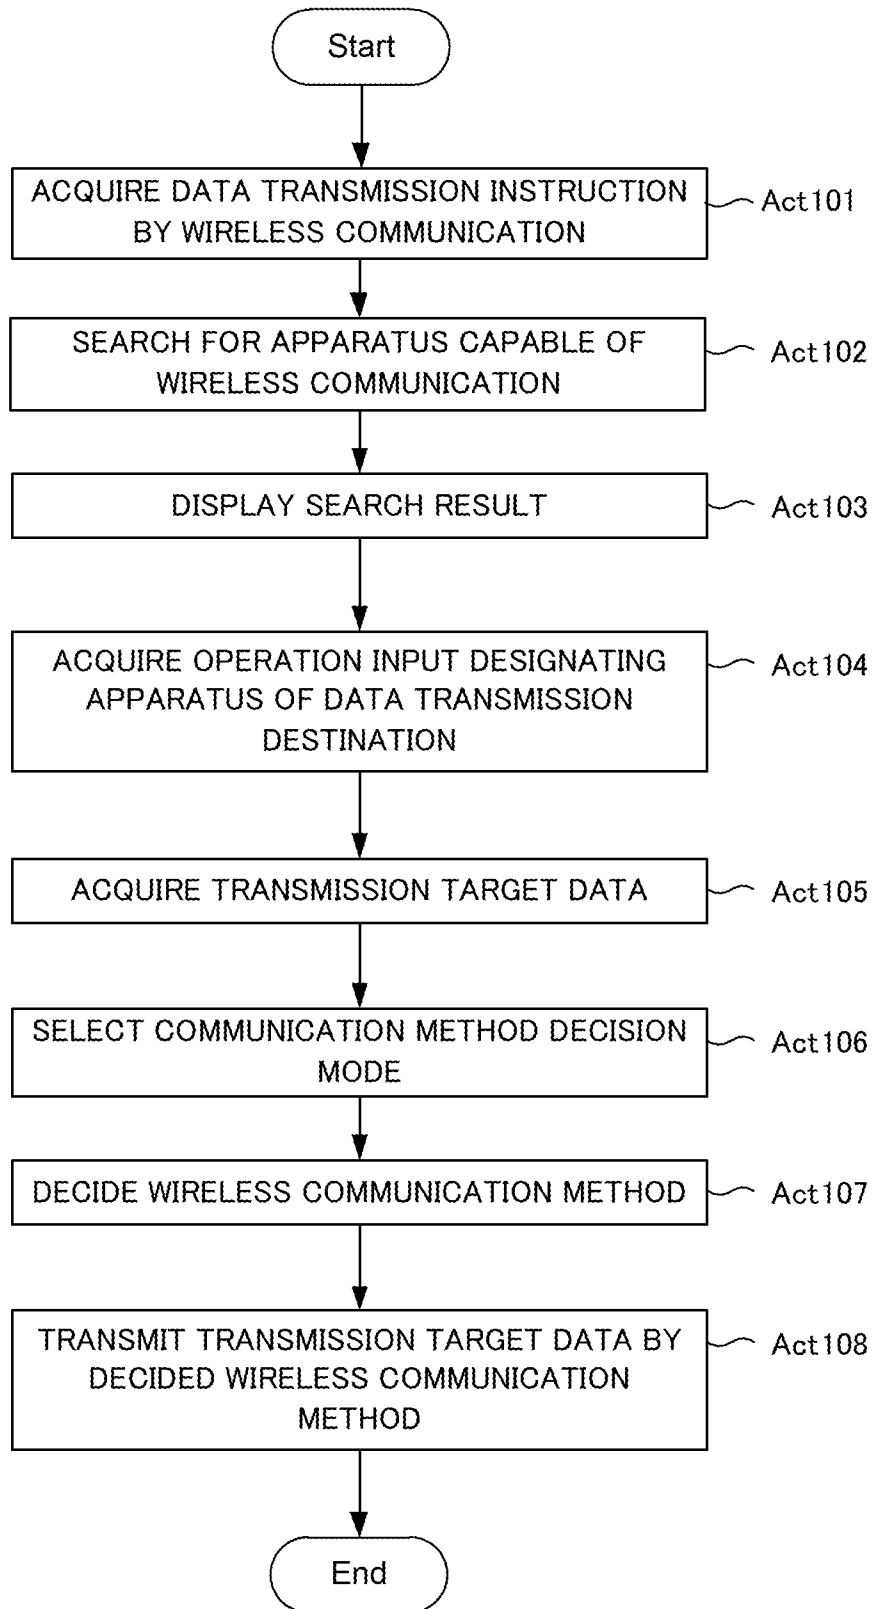 Start
ACQUIRE DATA TRANSMISSION INSTRUCTION
BY WIRELESS COMMUNICATION
Act101
SEARCH FOR APPARATUS CAPABLE OF
WIRELESS COMMUNICATION
Act102
DISPLAY SEARCH RESULT
Act103
ACQUIRE OPERATION INPUT DESIGNATING
APPARATUS OF DATA TRANSMISSION
DESTINATION
Act104
ACQUIRE TRANSMISSION TARGET DATA
Act105
SELECT COMMUNICATION METHOD DECISION
MODE
Act106
DECIDE WIRELESS COMMUNICATION METHOD
Act107
TRANSMIT TRANSMISSION TARGET DATA BY
DECIDED WIRELESS COMMUNICATION
METHOD
Act108
End